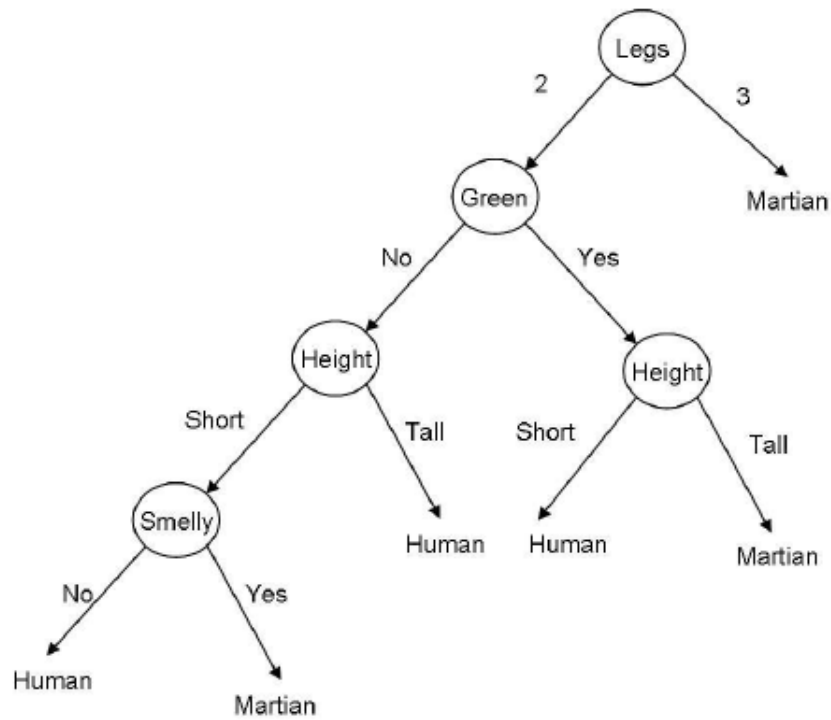 Legs
2
3
Green
Martian
No
Yes
Height
Height
Short
Tall
Short
Tall
Smelly
Human
Human
Martian
No
Yes
Human
Martian